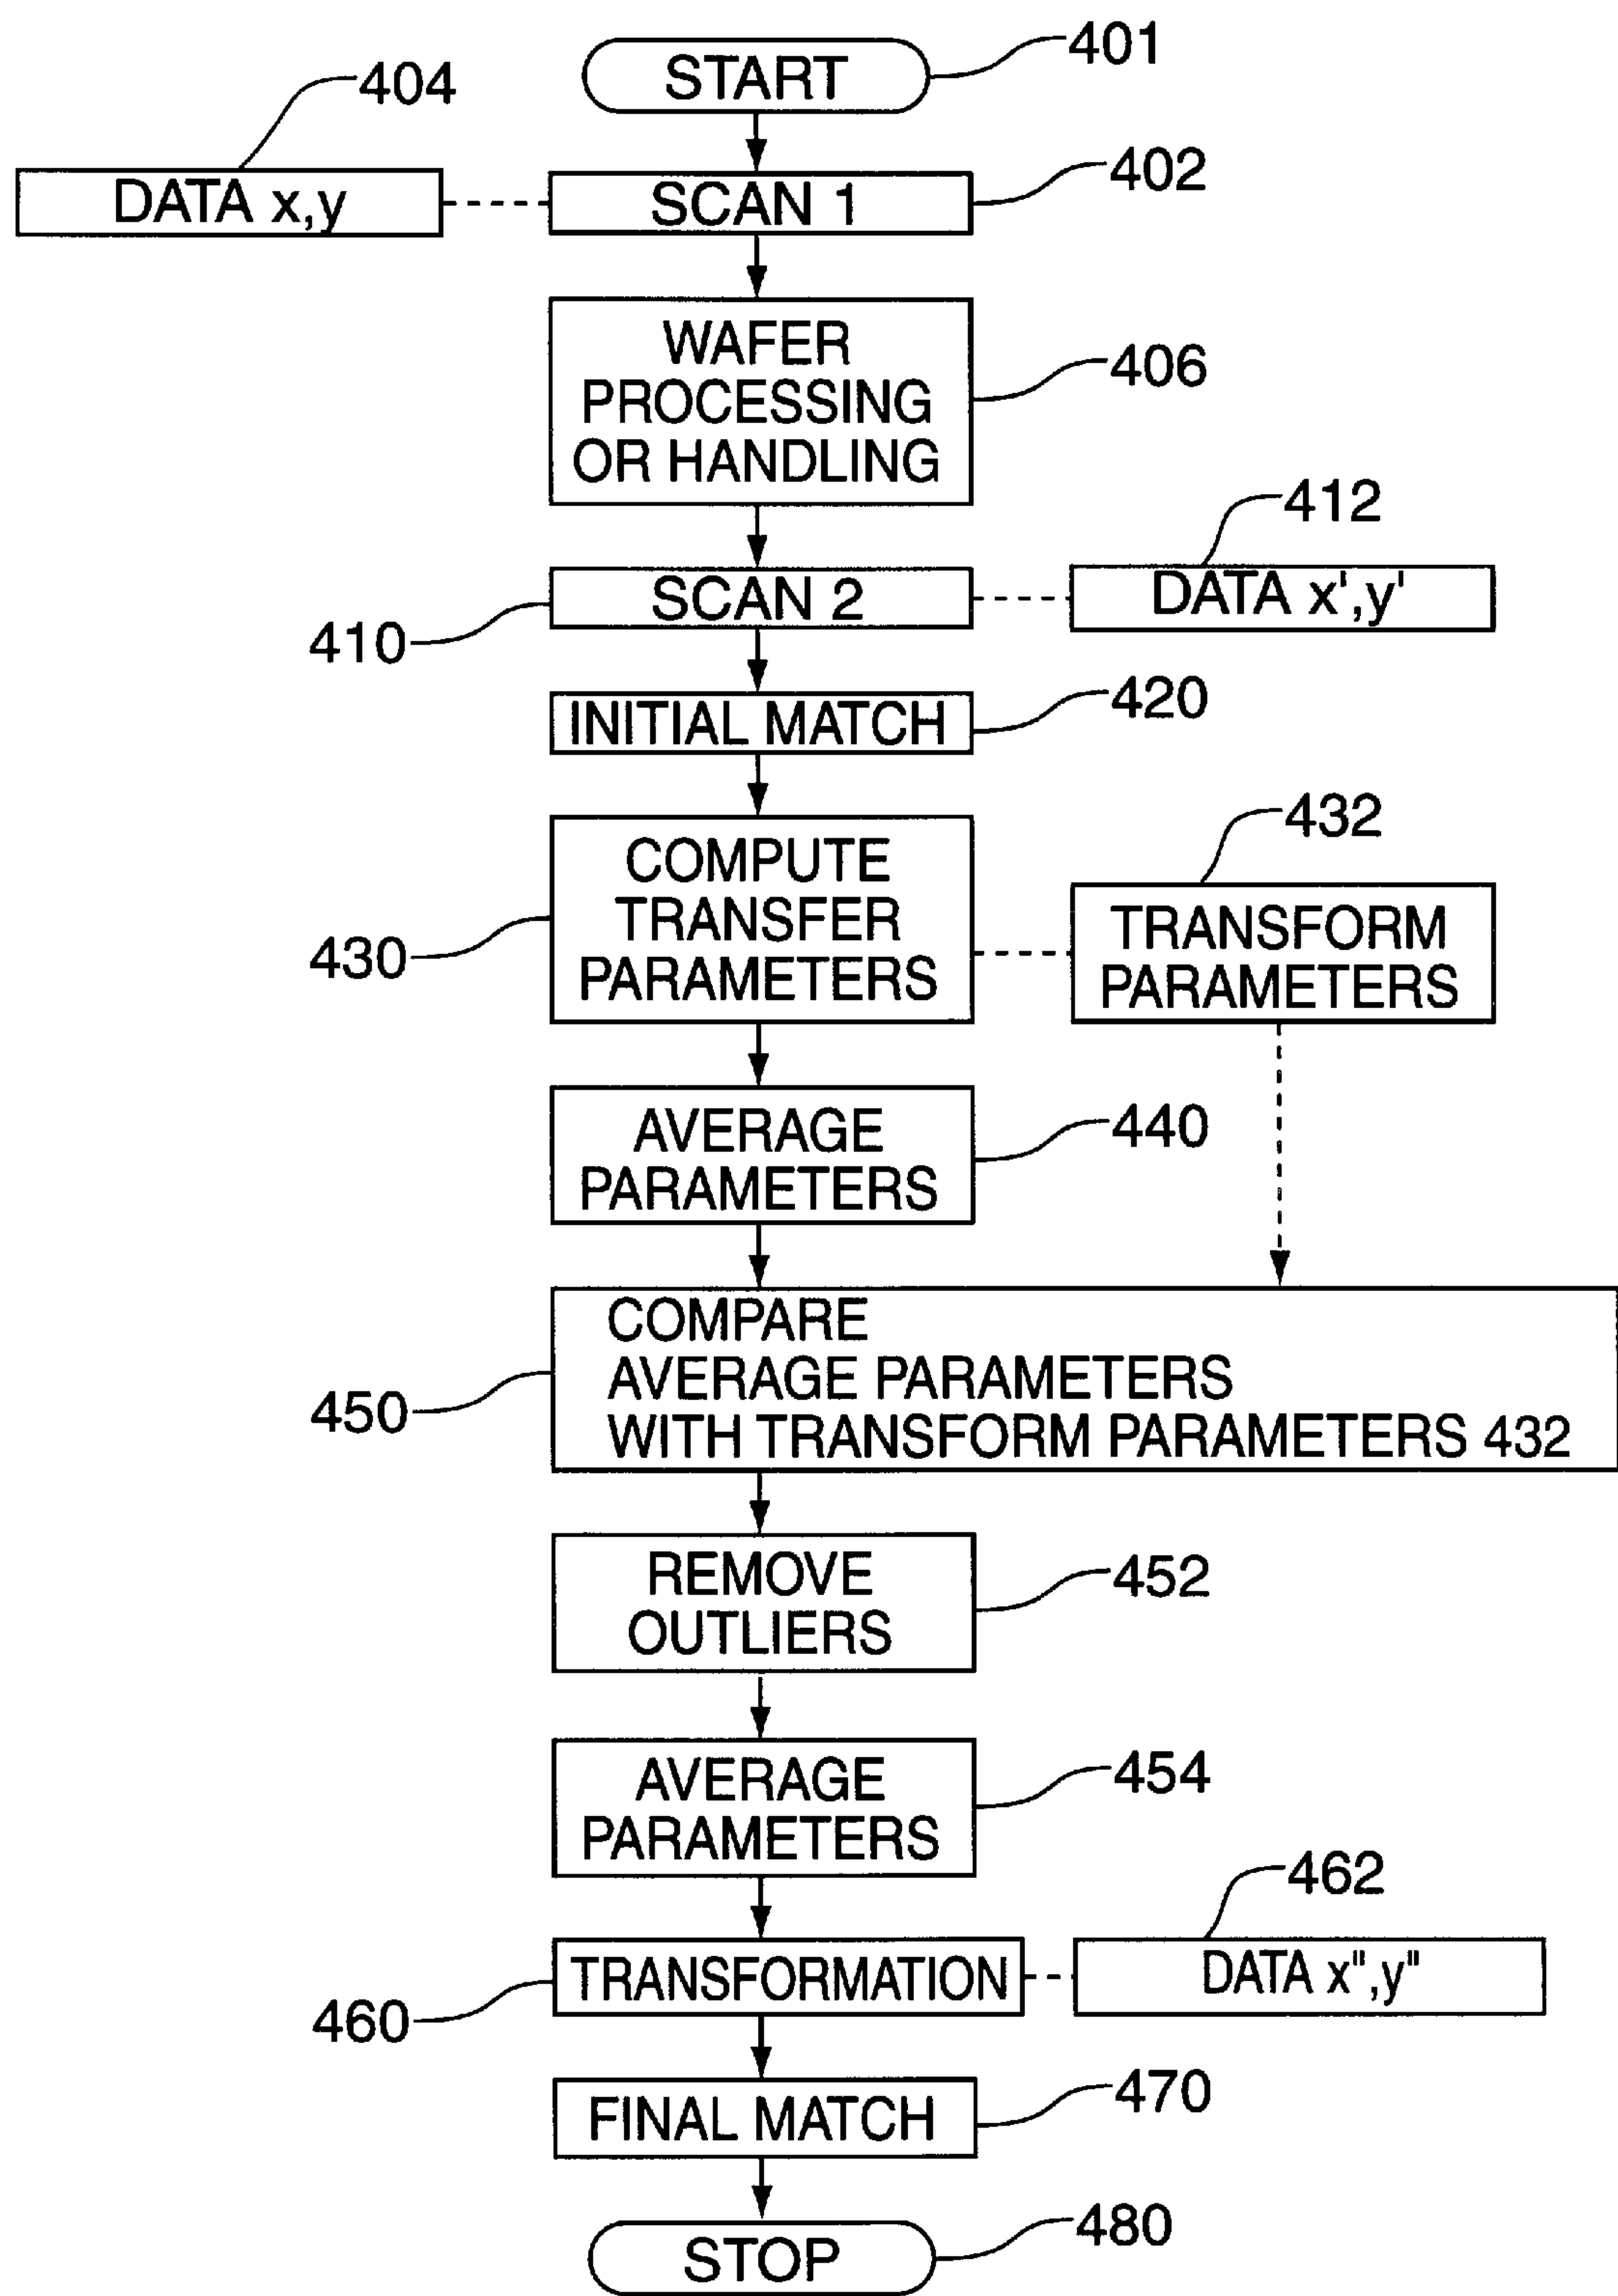 401
START
404
402
DATA x,y
SCAN 1
WAFER
PROCESSING
OR HANDLING
406
412
SCAN 2
DATA x',y'
410
420
INITIAL MATCH
432
COMPUTE
TRANSFER
PARAMETERS
430
TRANSFORM
PARAMETERS
AVERAGE
PARAMETERS
440
COMPARE
AVERAGE PARAMETERS
WITH TRANSFORM PARAMETERS 432
450
REMOVE
OUTLIERS
452
AVERAGE
PARAMETERS
454
462
TRANSFORMATION
DATA x",y"
460
FINAL MATCH
470
STOP
480